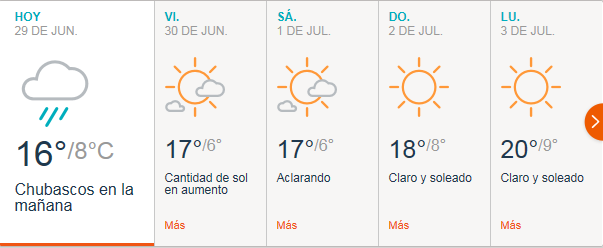 HOY
29 DE JUN.
16°/8°C
Chubascos en la
mañana
VI.
30 DE JUN.
17°/6°
Cantidad de sol
en aumento
Más
SÁ.
1 DE JUL.
17°/6°
Aclarando
Más
DO.
2 DE JUL.
18°/8°
Claro y soleado
Más
LU.
3 DE JUL.
20°/9°
Claro y soleado
Más